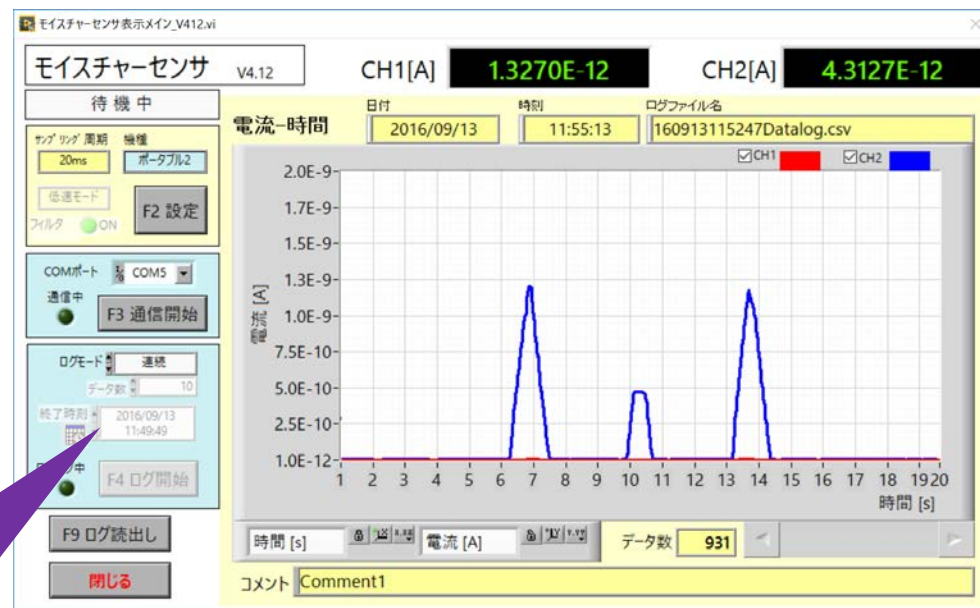 モイスチャーセンサ表示メイン_V412.vi
モイスチャーセンサ V4.12
CH1[A] 1.3270E-12
CH2[A] 4.3127E-12
待機中
サンプリング周期 機種
20ms ポータブル2
低速モード
フィルタ ON
F2 設定
COMポート COM5
通信中
F3 通信開始
ログモード 連続
データ数 10
終了時刻 2016/09/13
11:49:49
中
F4 ログ開始
F9 ログ読出し
閉じる
電流-時間
日付 時刻 ログファイル名
2016/09/13 11:55:13 160913115247Datalog.csv
CH1 CH2
電流 [A]
2.0E-9
1.7E-9
1.5E-9
1.3E-9
1.0E-9
7.5E-10
5.0E-10
2.5E-10
1.0E-12
1 2 3 4 5 6 7 8 9 10 11 12 13 14 15 16 17 18 19 20
時間 [s]
時間 [s] 電流 [A] データ数 931
コメント Comment1